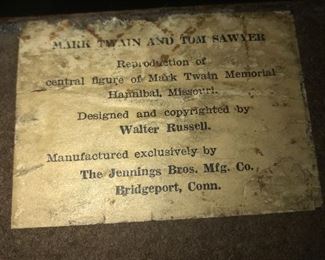 MARK TWAIN AND TOM SAWYER
Reproduction of
central figure of Mark Twain Memorial
Hannibal, Missouri.
Designed and copyrighted by
Walter Russell.
Manufactured exclusively by
The Jennings Bros. Mfg. Co.
Bridgeport, Conn.